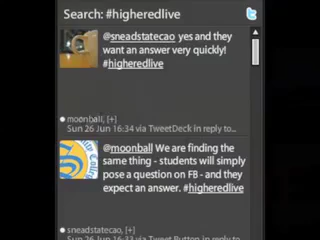 Search: #higheredlive
@sneadstatecao yes and they
want an answer very quickly!
#higheredlive
moonball, [+]
Sun 26 Jun 16:34 via TweetDeck in reply to...
@moonball We are finding the
same thing - students will simply
pose a question on FB - and they
expect an answer. #higheredlive
sneadstatecao, [+]
Sun 26 Jun 16:33 via Tweet Button in reply to